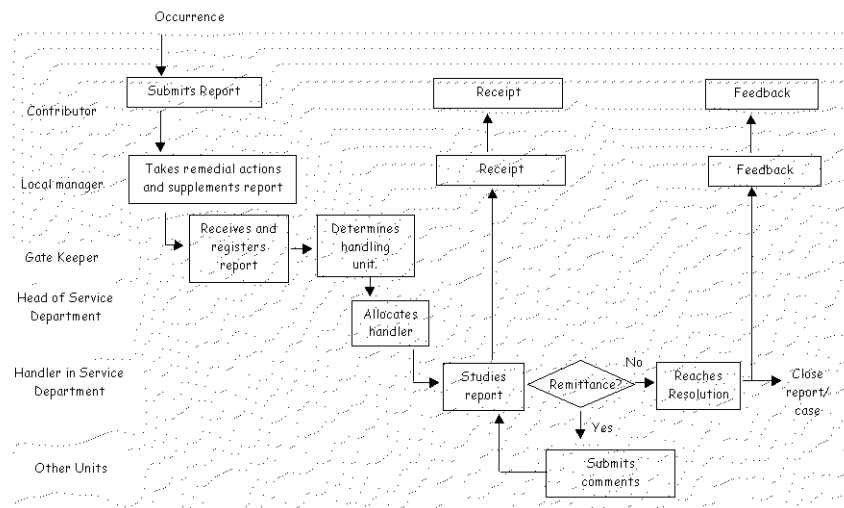 Occurrence
Submits Report
Receipt
Feedback
Contributor
Takes remedial actions
and supplements report
Receipt
Feedback
Local manager
Receives and
registers
report
Determines
handling
unit.
Gate Keeper
Head of Service
Department
Allocates
handler
Handler in Service
Department
Studies
report
Remittance?
No
Reaches
Resolution
Close
report/
case
Yes
Other Units
Submits
comments